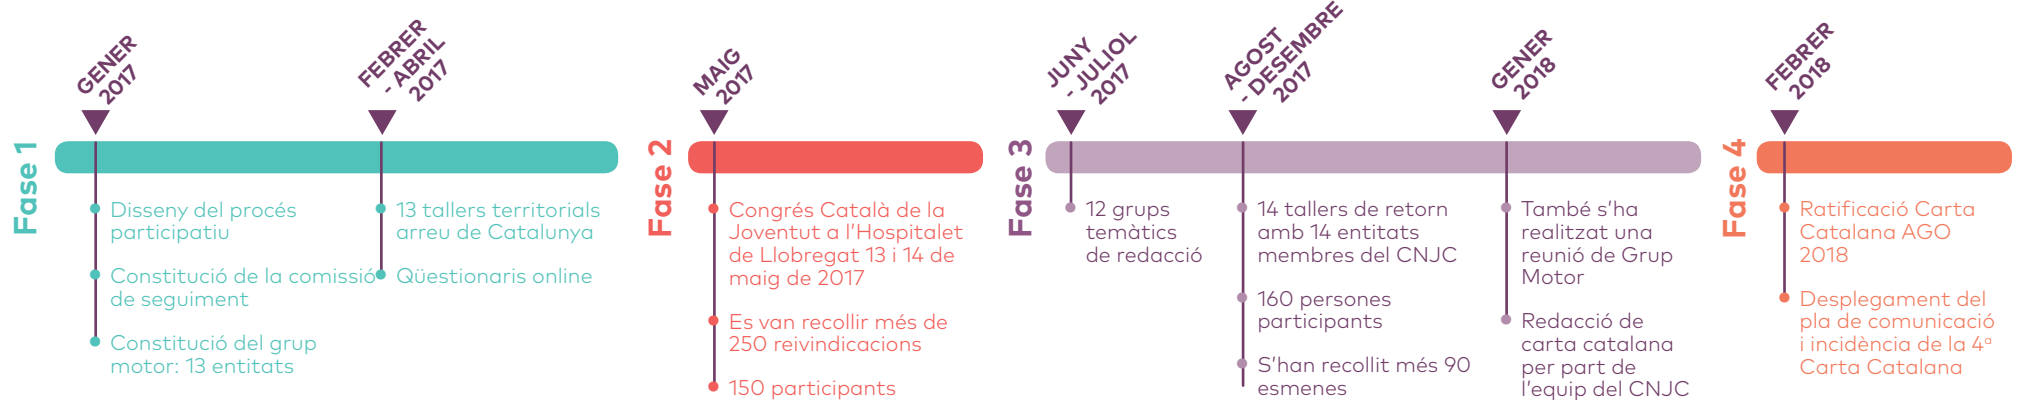 Fase 1
GENER
2017
Disseny del procés
participatiu
Constitució de la comissió
de seguiment
Constitució del grup
motor: 13 entitats
FEBRER
- ABRIL
2017
13 tallers territorials
arreu de Catalunya
Qüestionaris online
Fase 2
MAIG
2017
Congrés Català de la
Joventut a l’Hospitalet
de Llobregat 13 i 14 de
maig de 2017
Es van recollir més de
250 reivindicacions
150 participants
Fase 3
JUNY
- JULIOL
2017
12 grups
temàtics
de redacció
AGOST
- DESEMBRE
2017
14 tallers de retorn
amb 14 entitats
membres del CNJC
160 persones
participants
S’han recollit més 90
esmenes
GENER
2018
També s’ha
realitzat una
reunió de Grup
Motor
Redacció de
carta catalana
per part de
l’equip del CNJC
Fase 4
FEBRER
2018
Ratificació Carta
Catalana AGO
2018
Desplegament del
pla de comunicació
i incidència de la 4ª
Carta Catalana